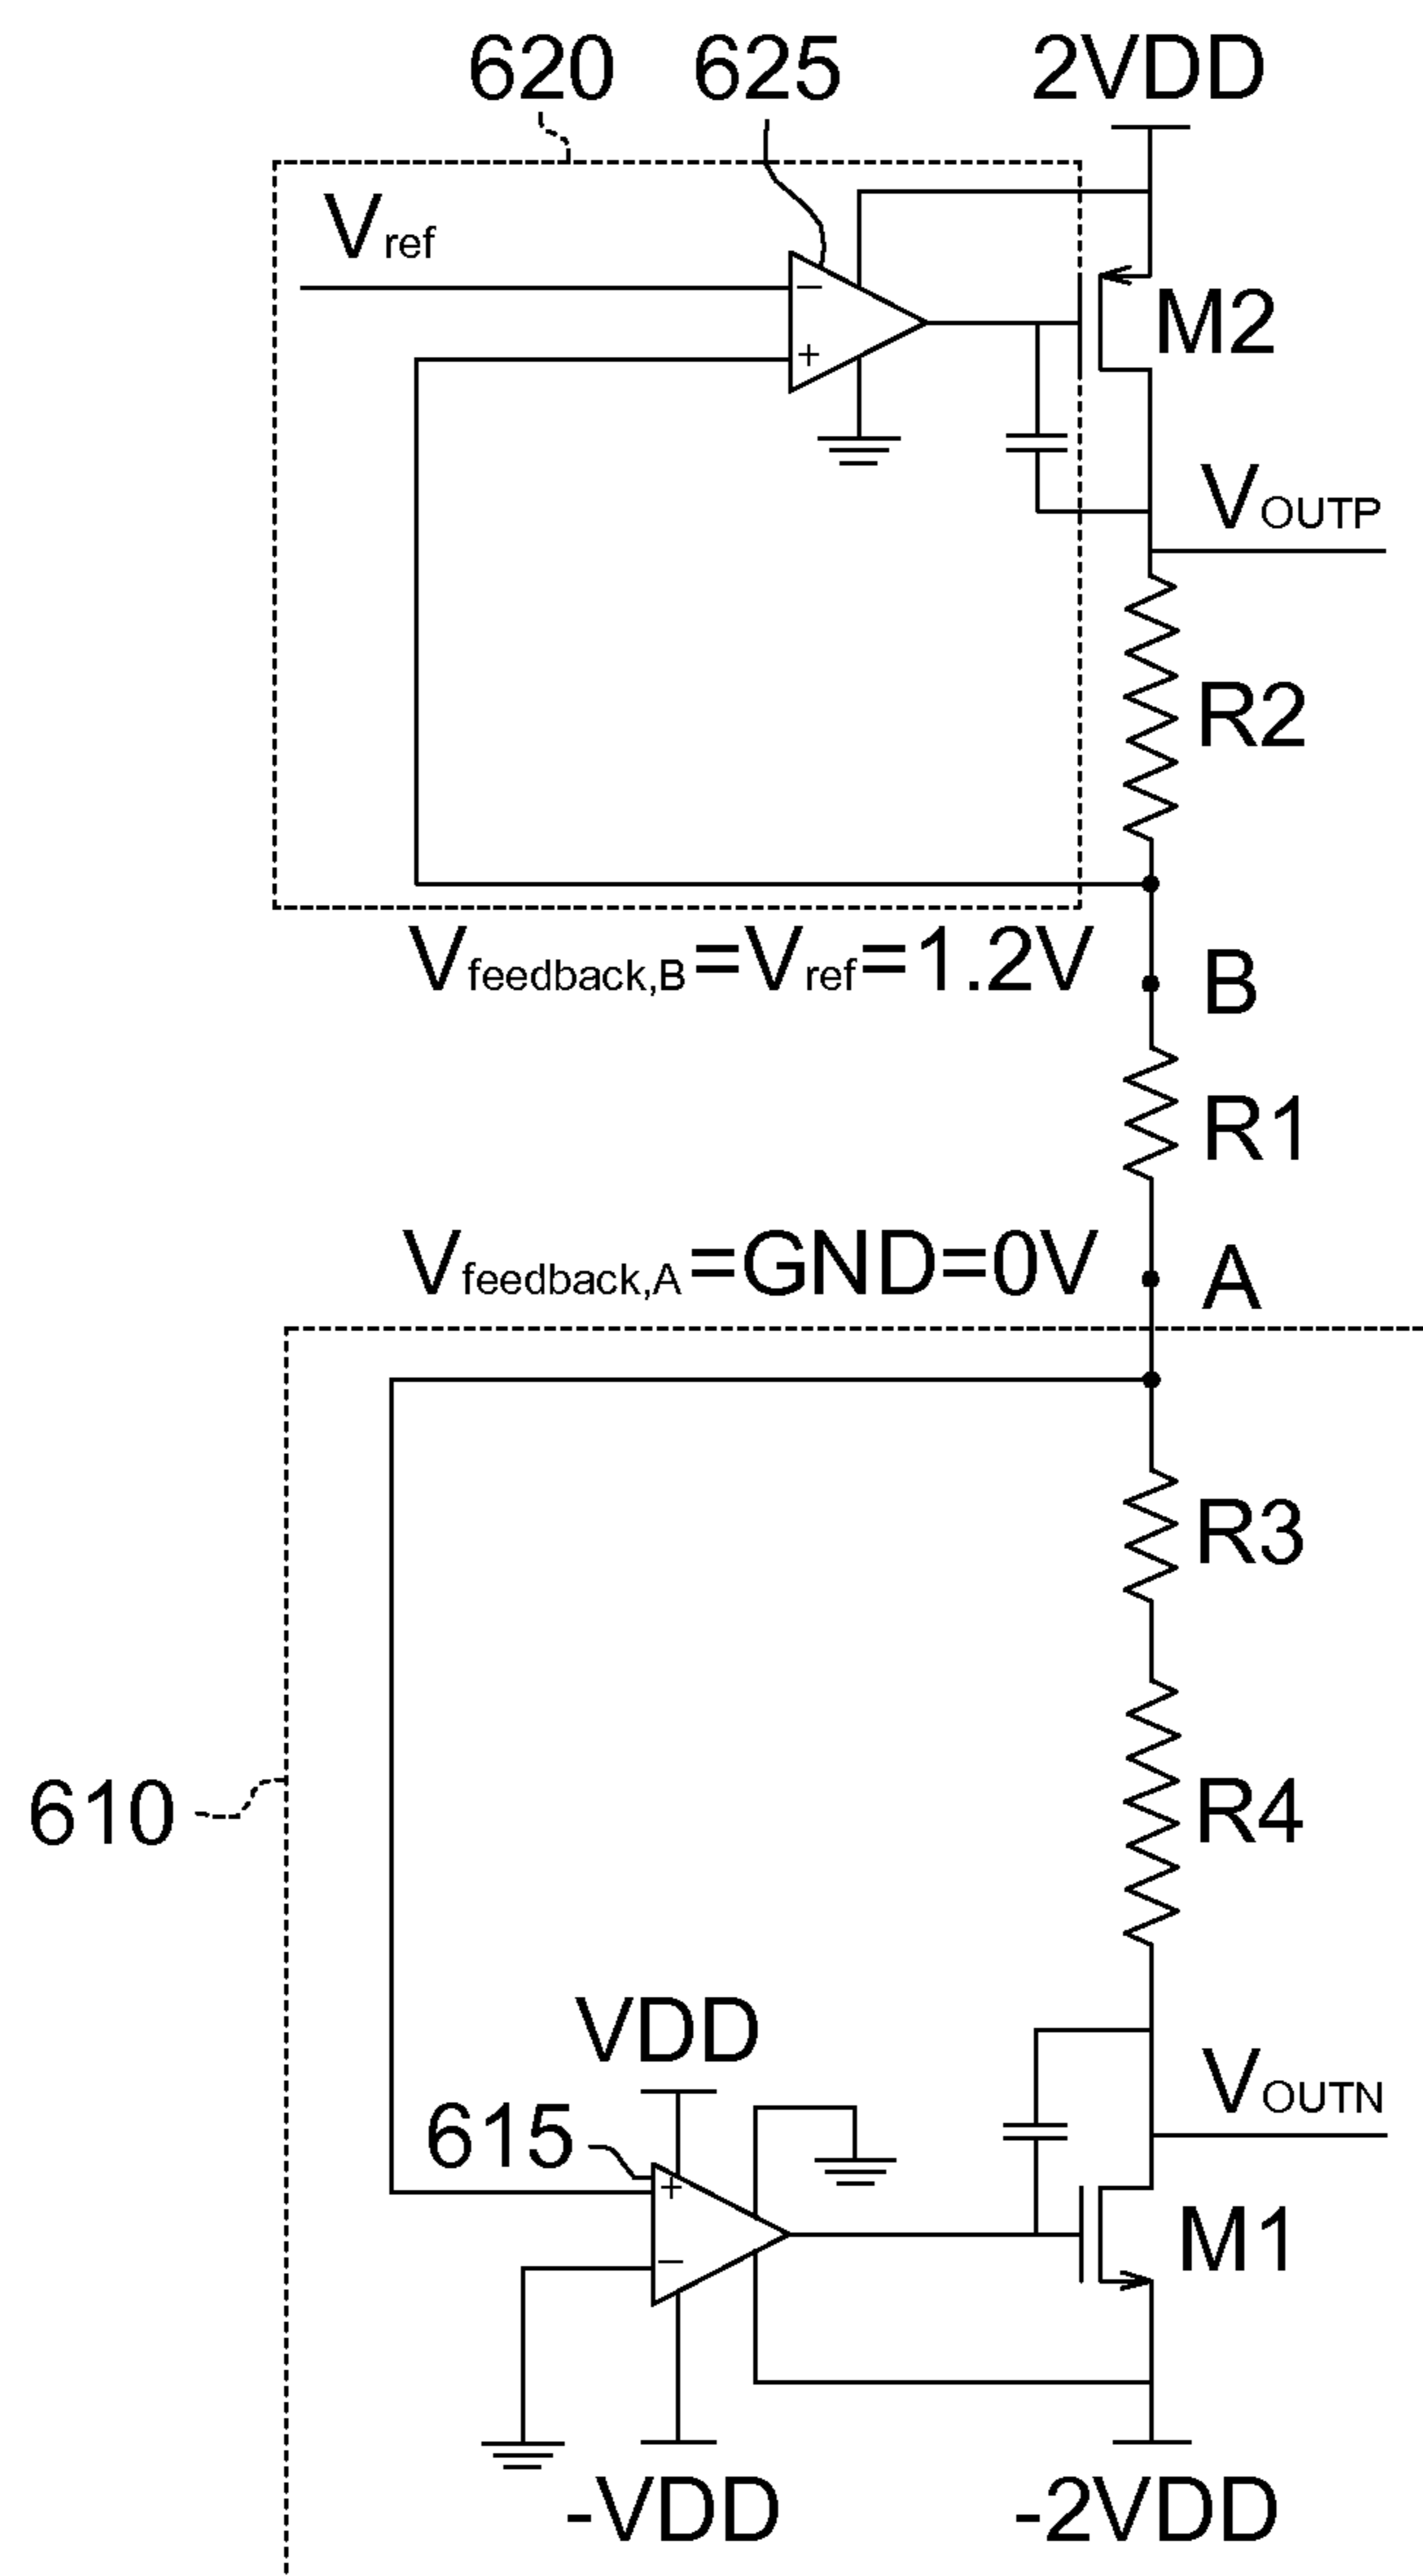 620 625 2VDD
Vref
−
+
M2
VOUTP
R2
Vfeedback,B=Vref=1.2V
B
R1
Vfeedback,A=GND=0V
A
R3
R4
610
VDD
VOUTN
615
+
−
M1
-VDD -2VDD